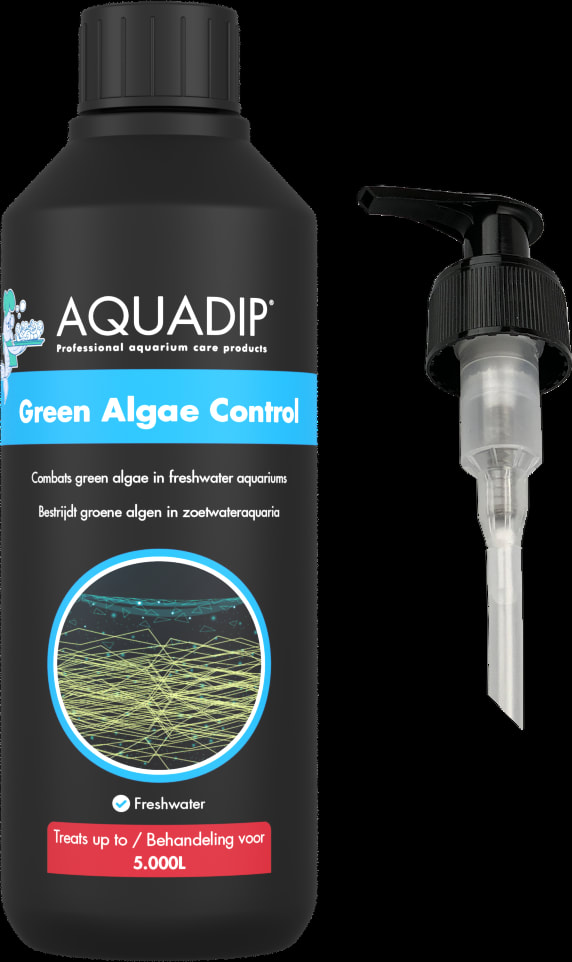 AQUADIP®
Professional aquarium care products
Green Algae Control
Combats green algae in freshwater aquariums
Bestrijdt groene algen in zoetwateraquaria
Freshwater
Treats up to / Behandeling voor
5.000L